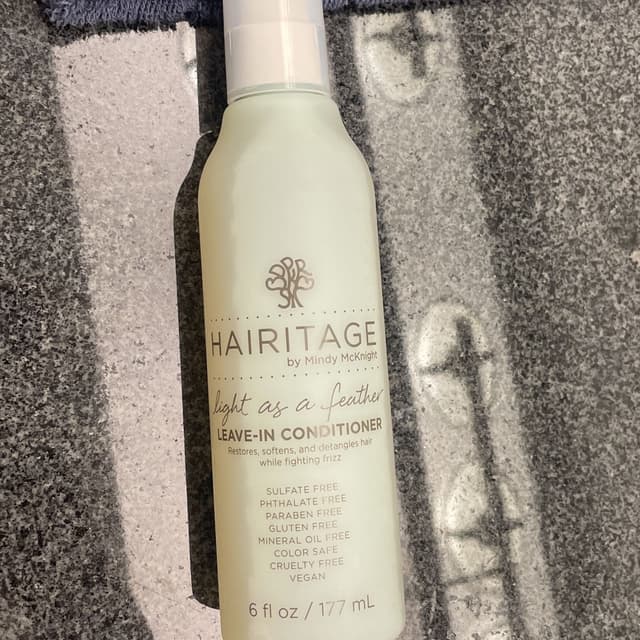 HAIRITAGE
by Mindy McKnight
light as a feather
LEAVE-IN CONDITIONER
Restores, softens, and detangles hair
while fighting frizz
SULFATE FREE
PHTHALATE FREE
PARABEN FREE
GLUTEN FREE
MINERAL OIL FREE
COLOR SAFE
CRUELTY FREE
VEGAN
6 fl oz / 177 mL